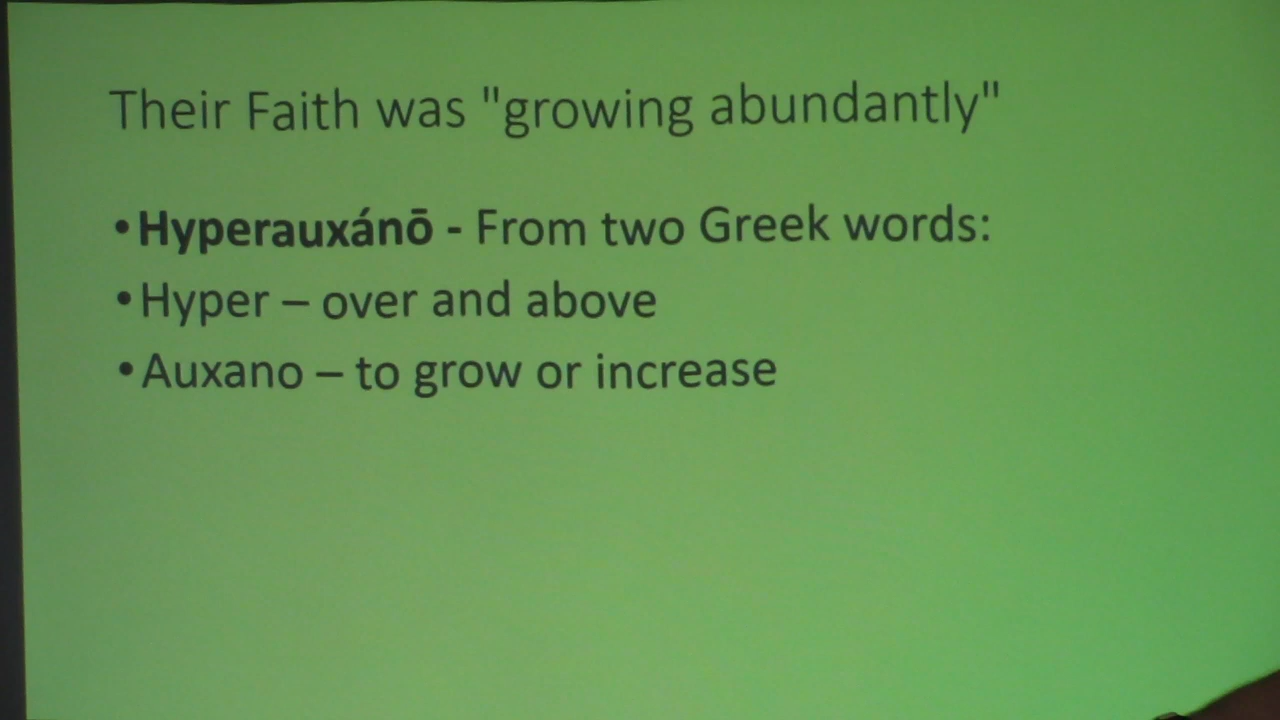 Their Faith was "growing abundantly"
•Hyperauxánō - From two Greek words:
•Hyper – over and above
•Auxano – to grow or increase